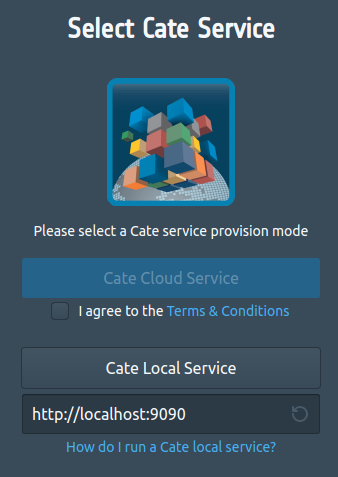 Select Cate Service
Please select a Cate service provision mode
Cate Cloud Service
I agree to the Terms & Conditions
Cate Local Service
http://localhost:9090
How do I run a Cate local service?